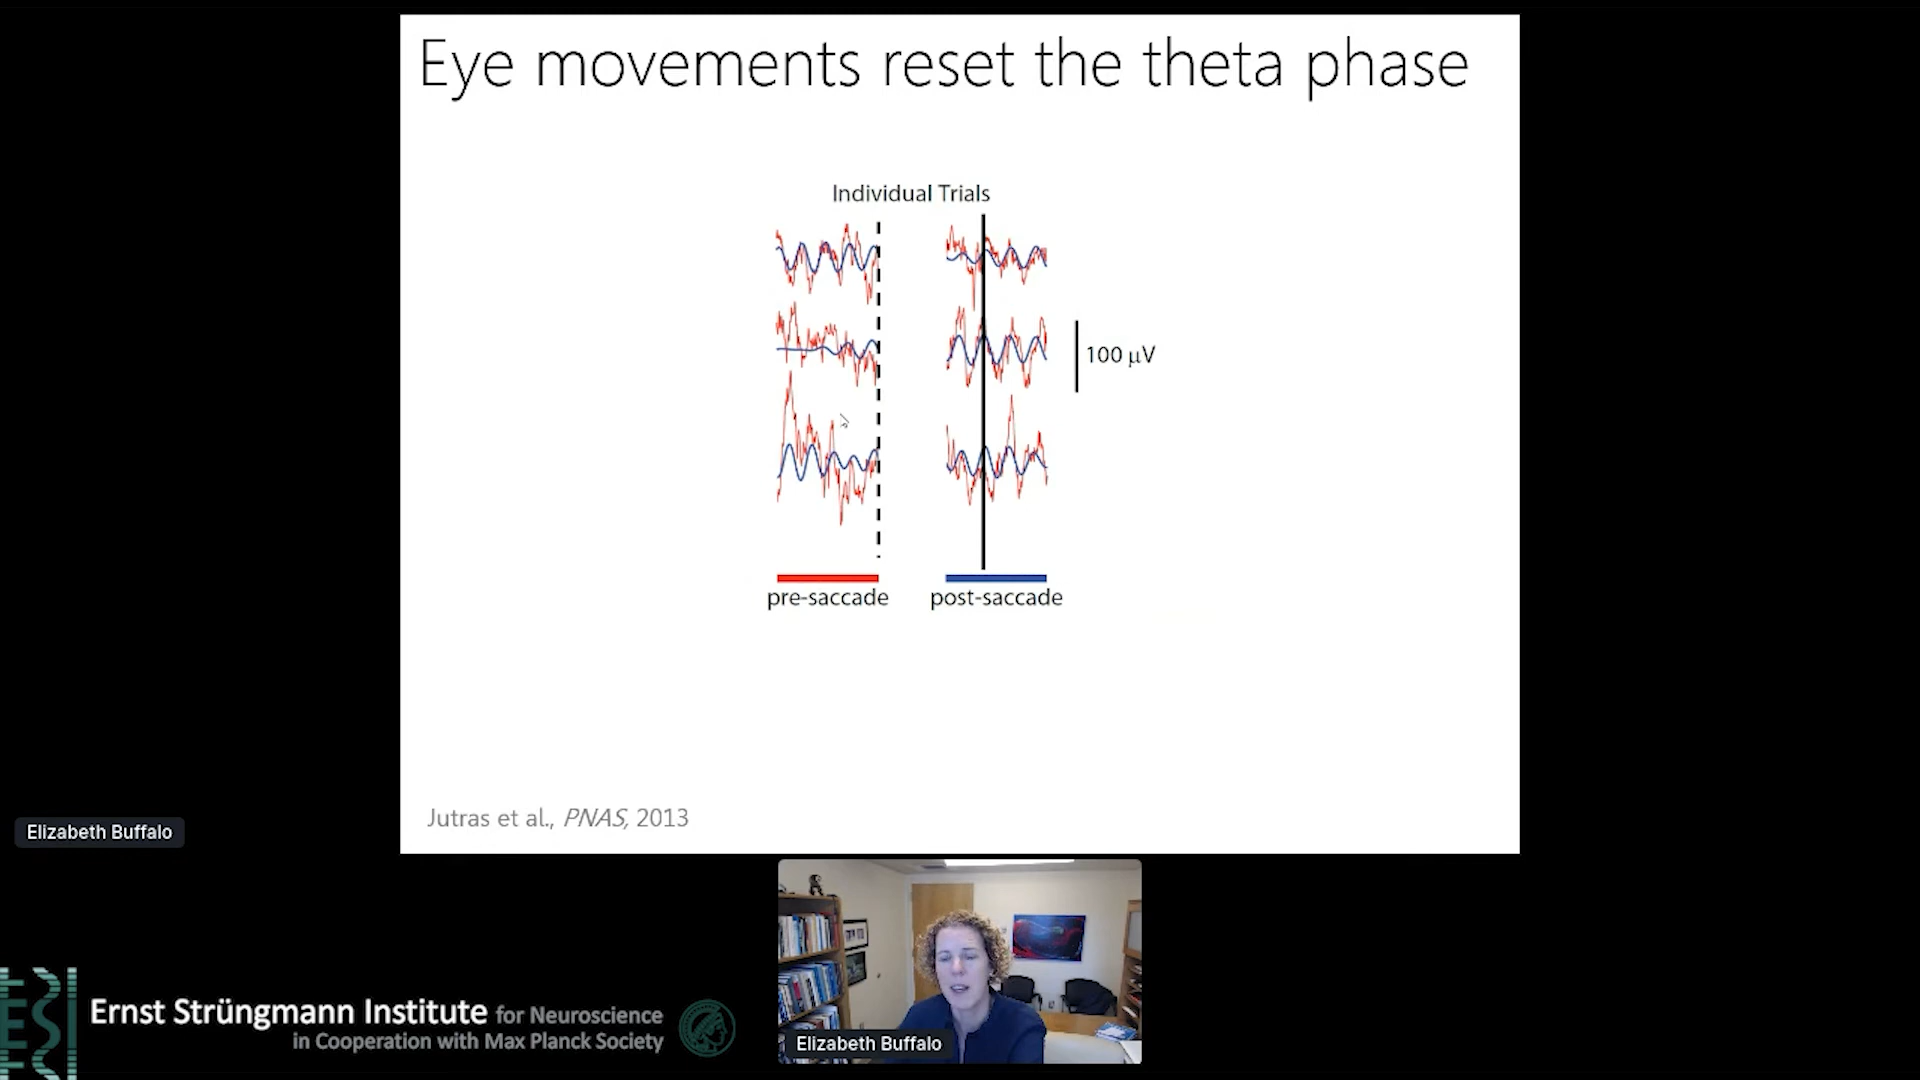 Eye movements reset the theta phase
Individual Trials
100 μV
pre-saccade
post-saccade
Jutras et al., PNAS, 2013
Elizabeth Buffalo
Elizabeth Buffalo
ESI
Ernst Strüngmann Institute for Neuroscience
in Cooperation with Max Planck Society